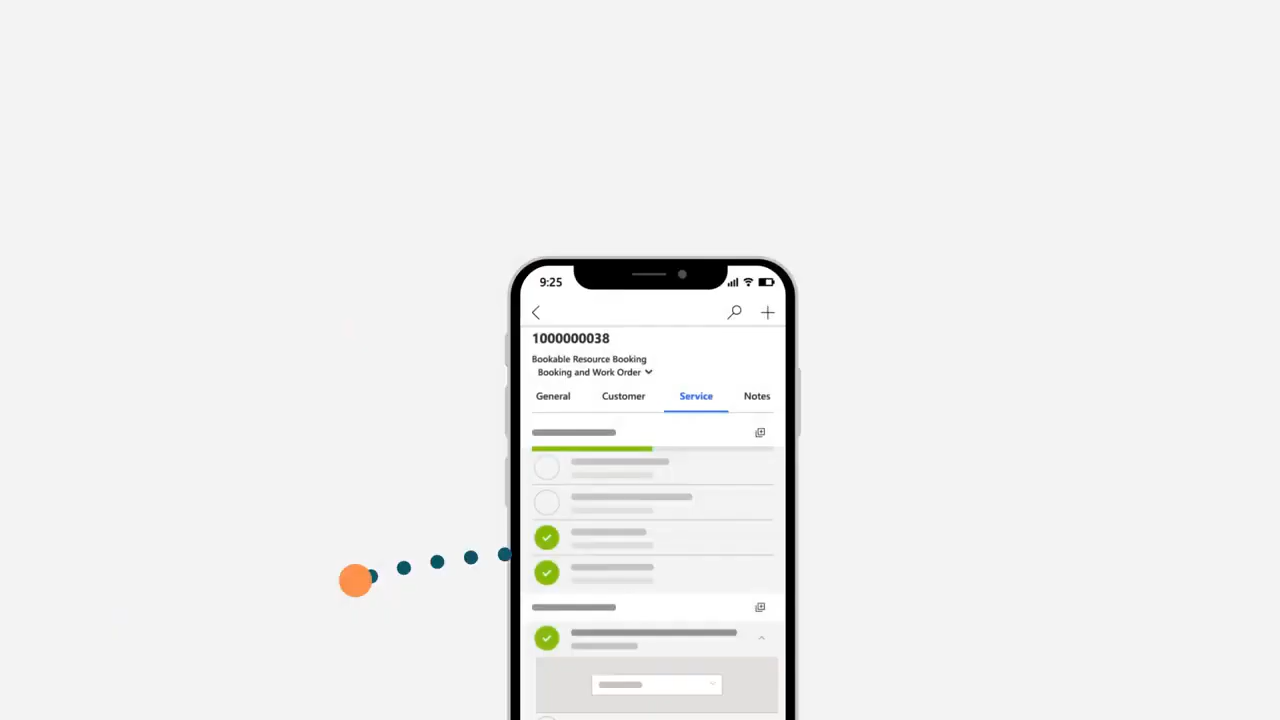 9:25
1000000038
Bookable Resource Booking
Booking and Work Order
General Customer Service Notes